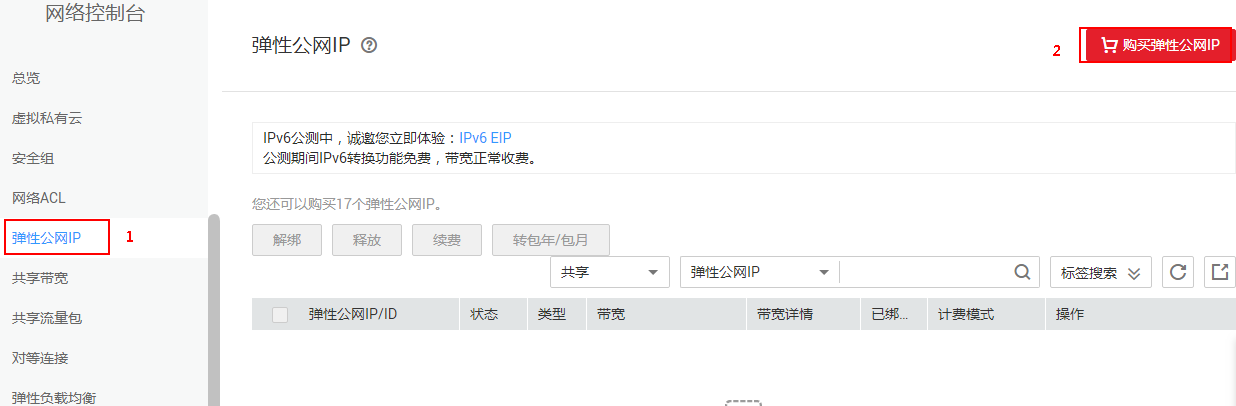 网络控制台
总览
虚拟私有云
安全组
网络ACL
弹性公网IP 1
共享带宽
共享流量包
对等连接
弹性负载均衡
弹性公网IP ?
2 购买弹性公网IP
IPv6公测中，诚邀您立即体验：IPv6 EIP
公测期间IPv6转换功能免费，带宽正常收费。
您还可以购买17个弹性公网IP。
解绑 释放 续费 转包年/包月
共享 弹性公网IP 标签搜索
弹性公网IP/ID 状态 类型 带宽 带宽详情 已绑... 计费模式 操作